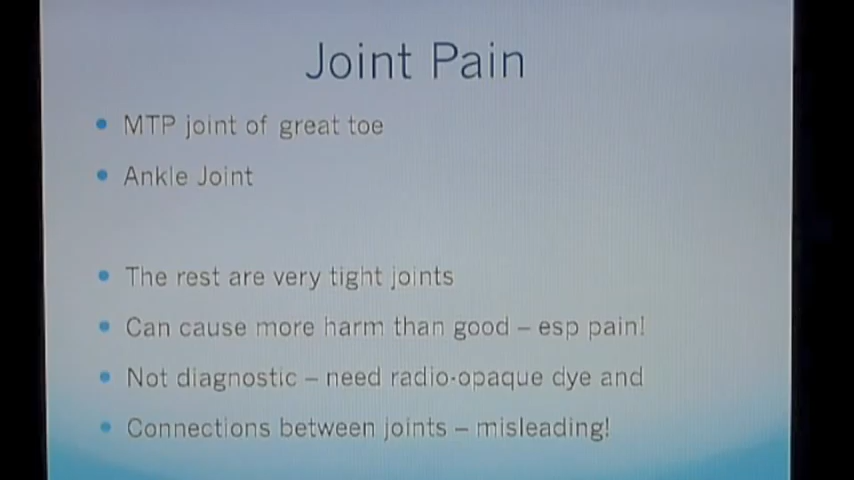 Joint Pain
MTP joint of great toe
Ankle Joint
The rest are very tight joints
Can cause more harm than good – esp pain!
Not diagnostic – need radio-opaque dye and
Connections between joints – misleading!